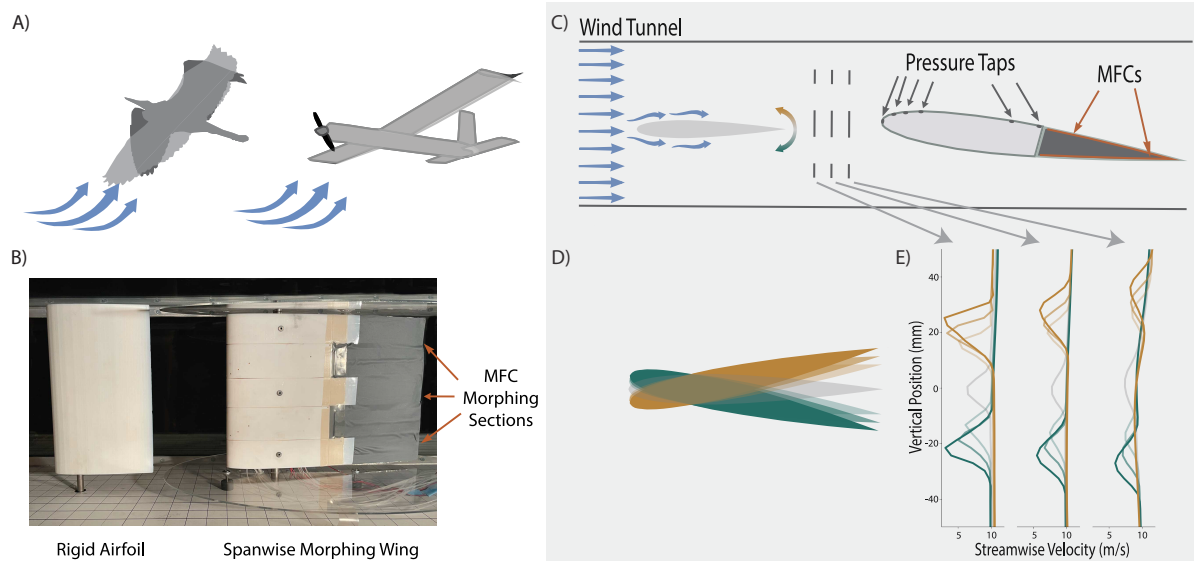 A)
B)
MFC
Morphing
Sections
Rigid Airfoil
Spanwise Morphing Wing
C)
Wind Tunnel
Pressure Taps
MFCs
D)
E)
Vertical Position (mm)
40
20
0
-20
-40
5
10
5
10
5
10
Streamwise Velocity (m/s)